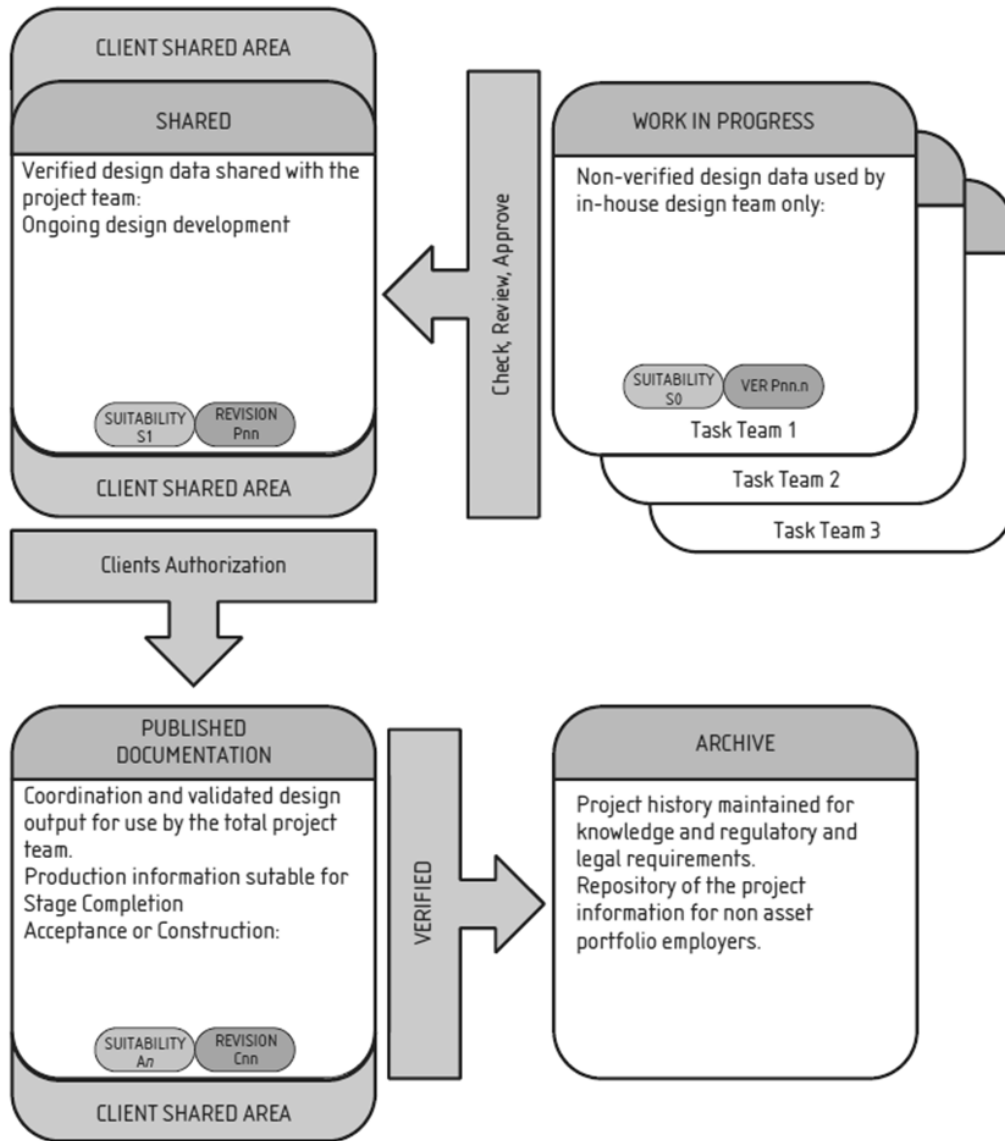 CLIENT SHARED AREA
SHARED
Verified design data shared with the
project team:
Ongoing design development
SUITABILITY
S1
REVISION
Pnn
CLIENT SHARED AREA
Check, Review, Approve
WORK IN PROGRESS
Non-verified design data used by
in-house design team only:
SUITABILITY
S0
VER Pnn.n
Task Team 1
Task Team 2
Task Team 3
Clients Authorization
PUBLISHED
DOCUMENTATION
Coordination and validated design
output for use by the total project
team.
Production information sutable for
Stage Completion
Acceptance or Construction:
SUITABILITY
An
REVISION
Cnn
CLIENT SHARED AREA
VERIFIED
ARCHIVE
Project history maintained for
knowledge and regulatory and
legal requirements.
Repository of the project
information for non asset
portfolio employers.